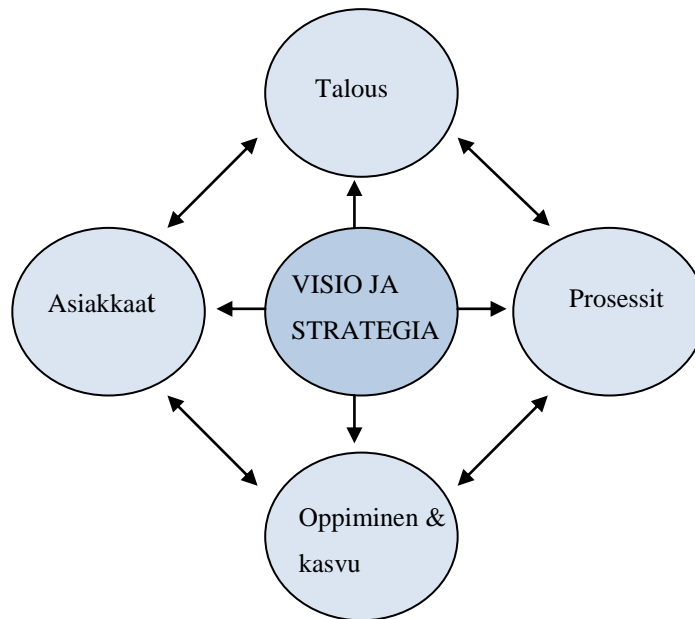 Talous
Asiakkaat
VISIO JA
STRATEGIA
Prosessit
Oppiminen &
kasvu